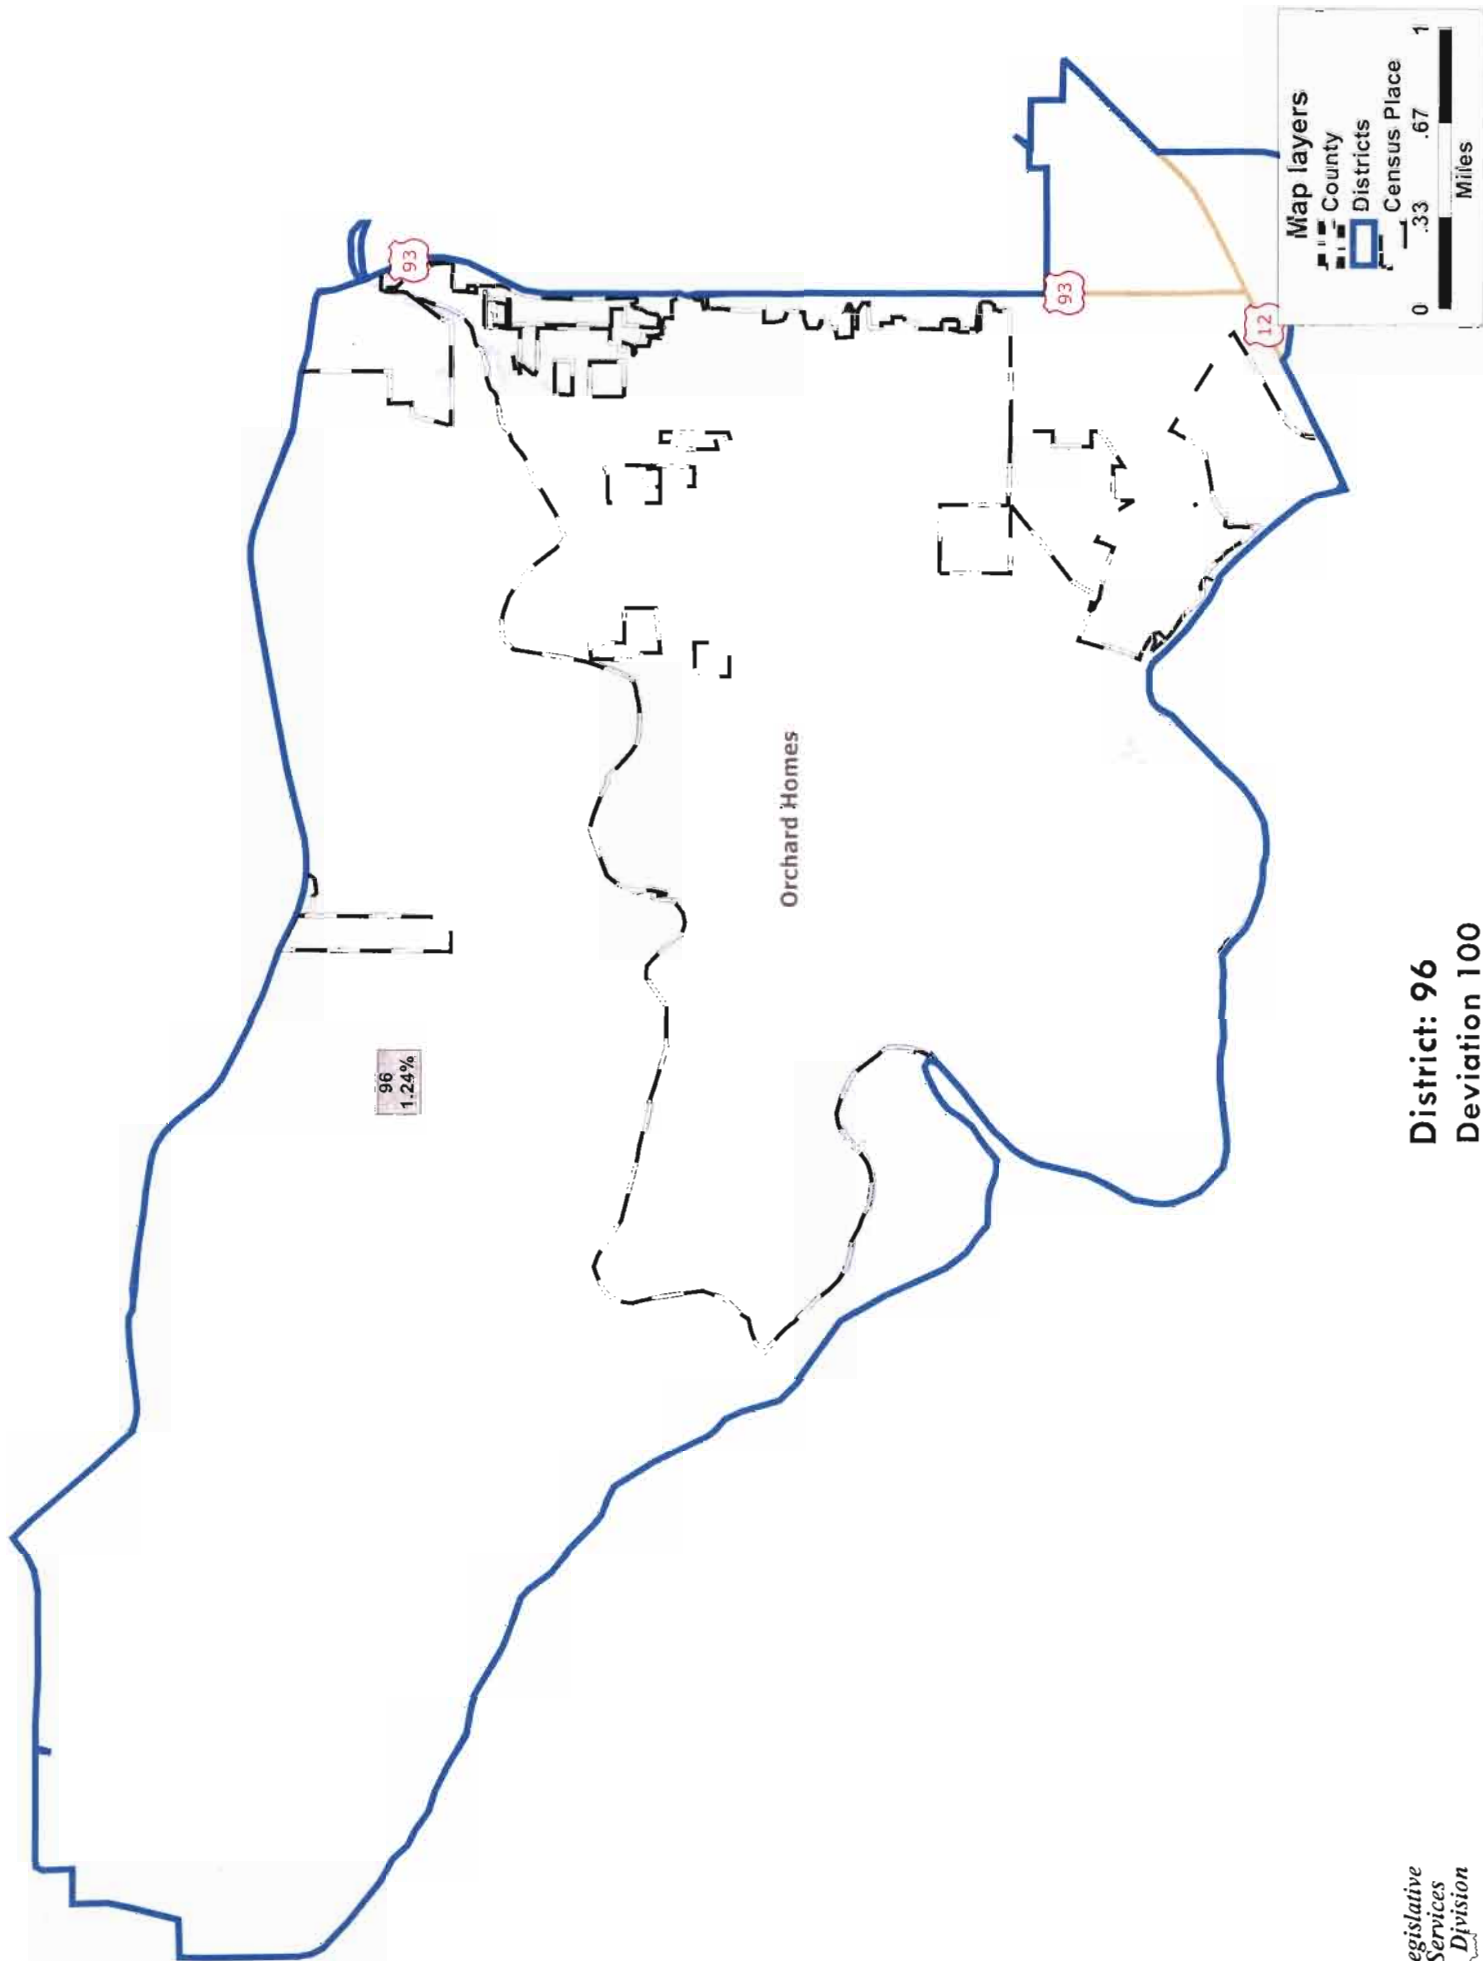 93
96
1.24%
Orchard Homes
93
12
Map layers
County
Districts
Census Place
0 .33 .67 1
Miles
District: 96
Deviation 100
egislative
Services
Division